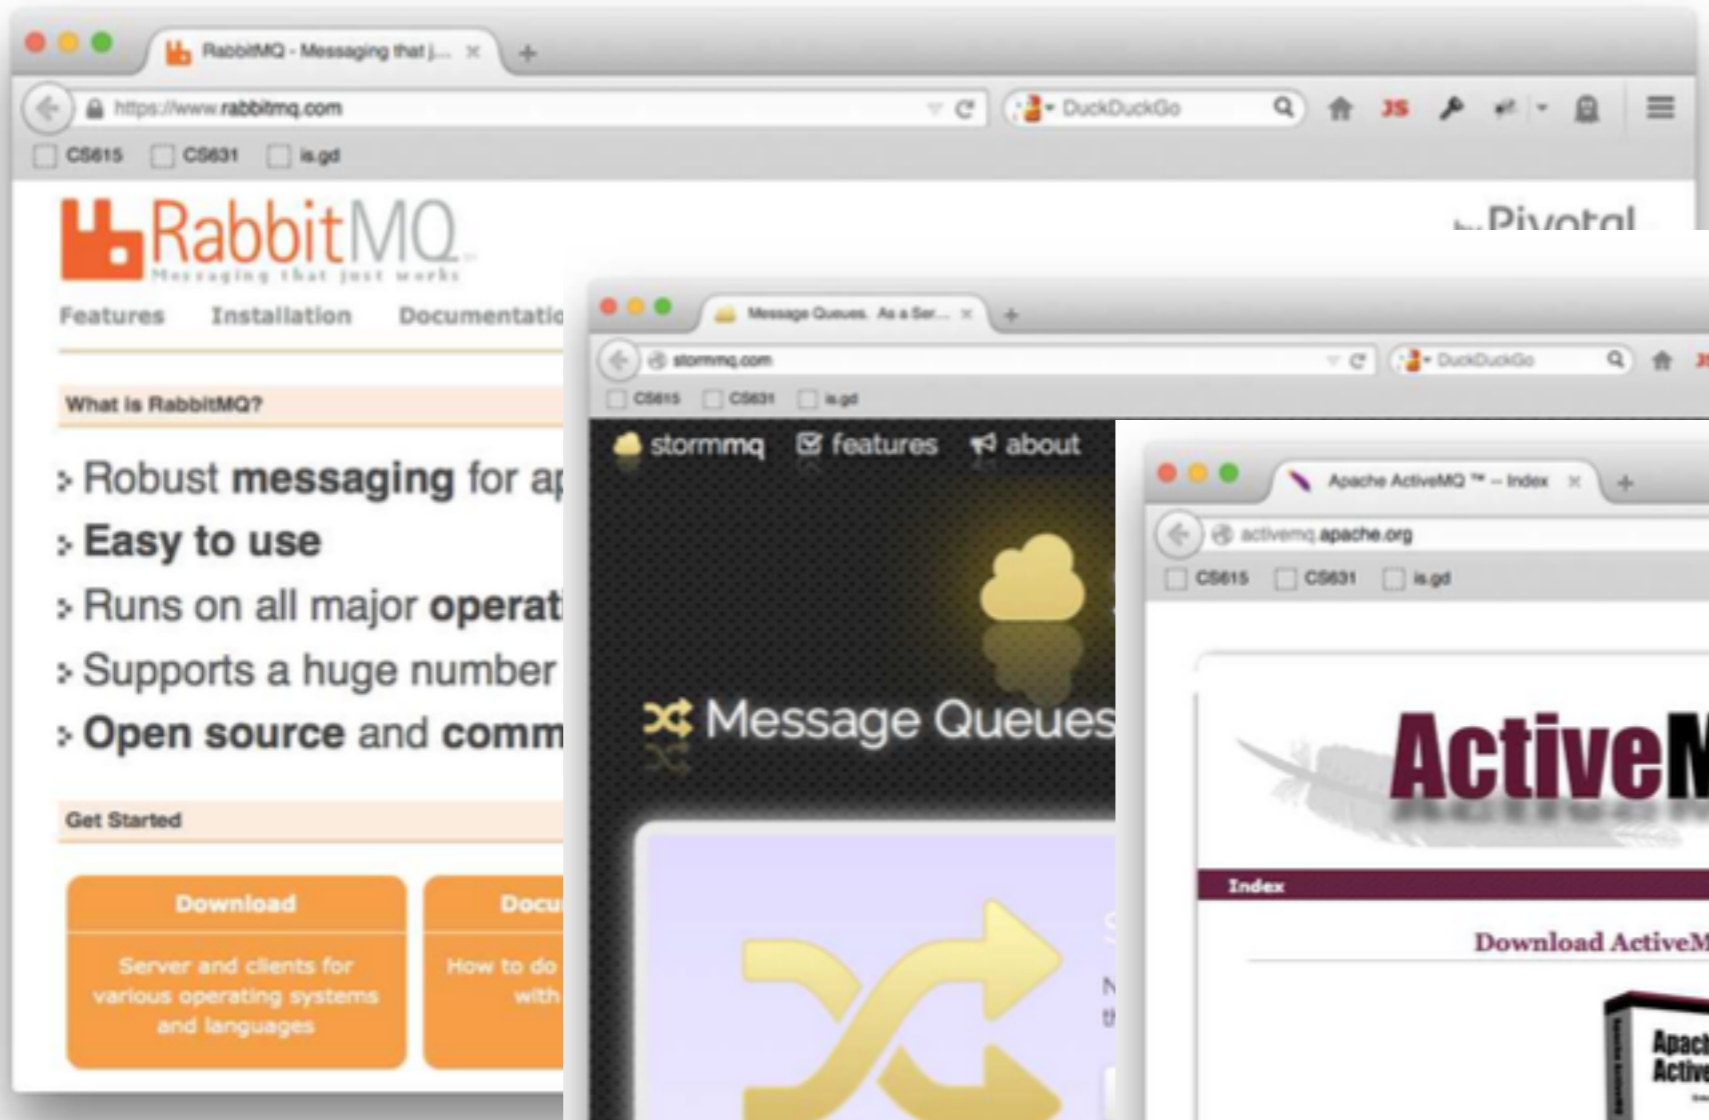 RabbitMQ - Messaging that j...
https://www.rabbitmq.com
DuckDuckGo
JS
CS615 CS631 is.gd
RabbitMQ
Messaging that just works
by Pivotal
Features Installation Documentatio
What is RabbitMQ?
Robust messaging for ap
Easy to use
Runs on all major operati
Supports a huge number
Open source and comm
Get Started
Download
Server and clients for
various operating systems
and languages
Docu
How to do
with
Message Queues. As a Ser...
stormmq.com
DuckDuckGo
CS615 CS631 is.gd
stormmq features about
Message Queues
Apache ActiveMQ ™ -- Index
activemq.apache.org
CS615 CS631 is.gd
ActiveM
Index
Download ActiveM
Apach
Active